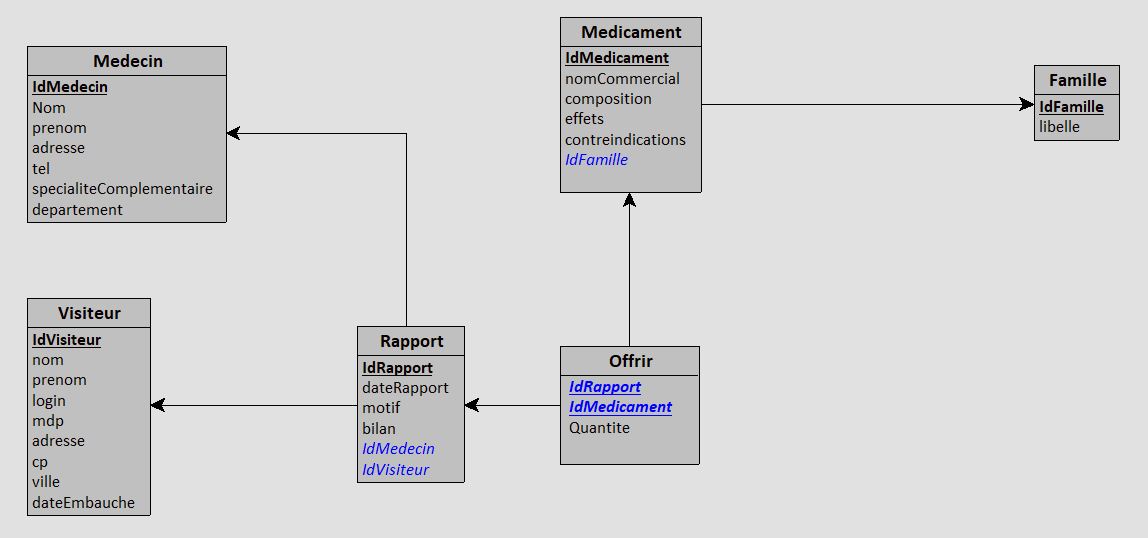 Medecin
IdMedecin
Nom
prenom
adresse
tel
specialiteComplementaire
departement
Medicament
IdMedicament
nomCommercial
composition
effets
contreindications
IdFamille
Famille
IdFamille
libelle
Visiteur
IdVisiteur
nom
prenom
login
mdp
adresse
cp
ville
dateEmbauche
Rapport
IdRapport
dateRapport
motif
bilan
IdMedecin
IdVisiteur
Offrir
IdRapport
IdMedicament
Quantite